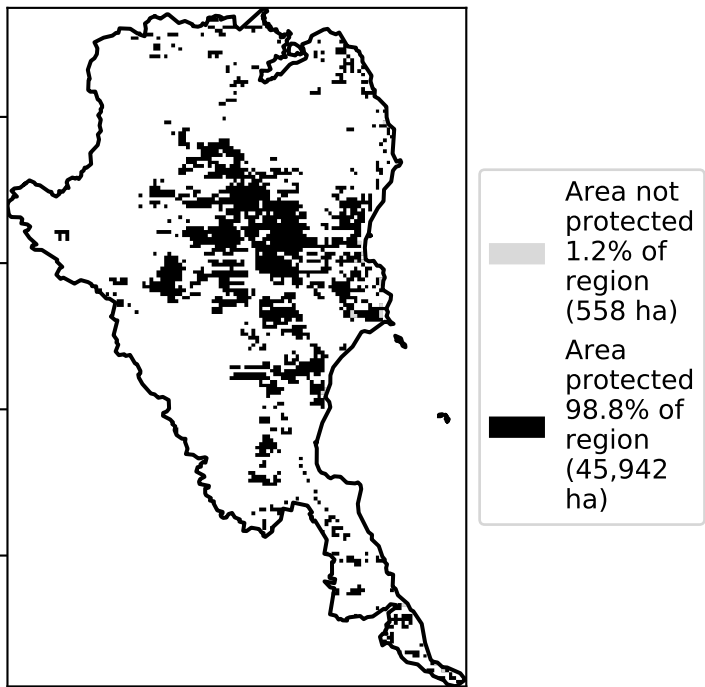 Area not
protected
1.2% of
region
(558 ha)
Area
protected
98.8% of
region
(45,942
ha)